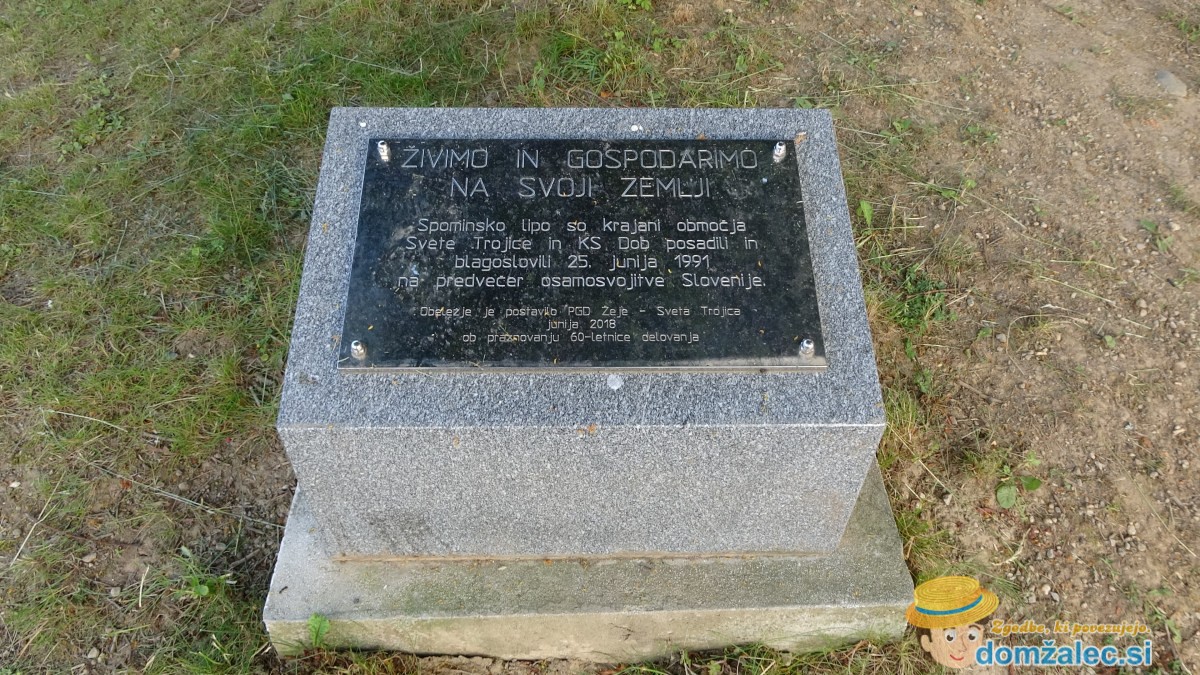 ŽIVIMO IN GOSPODARIMO
NA SVOJI ZEMLJI
Spominsko lipo so krajani območja
Svete Trojice in KS Dob posadili in
blagoslovili 25. junija 1991
na predvečer osamosvojitve Slovenije.
Obeležje je postavilo PGD Žeje - Sveta Trojica
junija 2018
ob praznovanju 60-letnice delovanja
Zgodbe, ki povezujejo.
domžalec.si